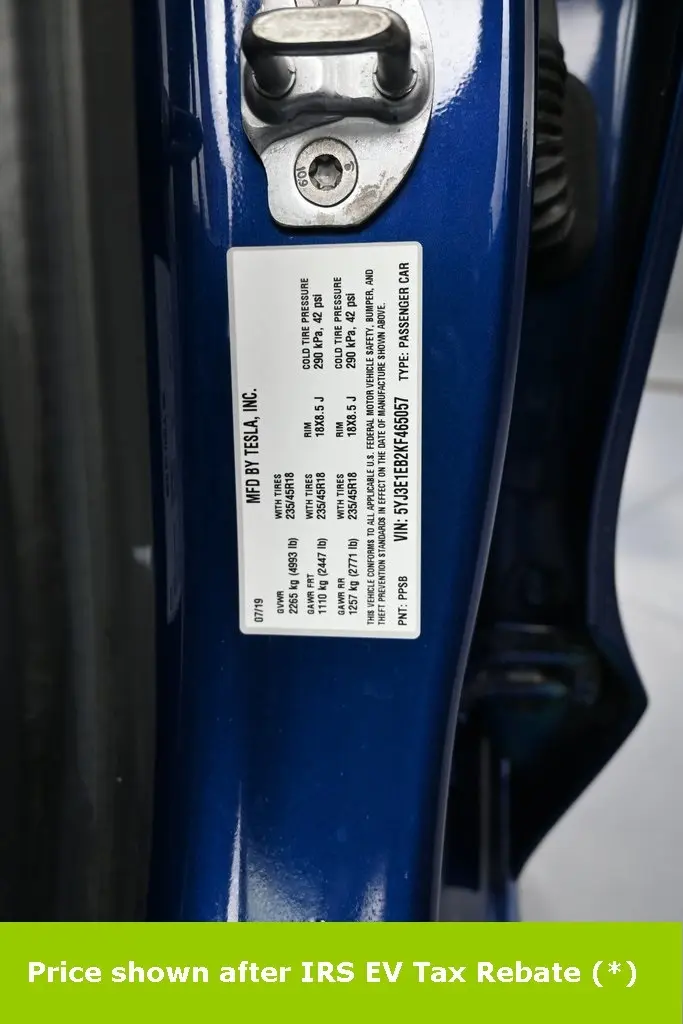 10.9
MFD BY TESLA, INC.
07/19
GVWR WITH TIRES
2265 kg (4993 lb) 235/45R18
GAWR FRT WITH TIRES RIM COLD TIRE PRESSURE
1110 kg (2447 lb) 235/45R18 18X8.5 J 290 kPa, 42 psi
GAWR RR WITH TIRES RIM COLD TIRE PRESSURE
1257 kg (2771 lb) 235/45R18 18X8.5 J 290 kPa, 42 psi
THIS VEHICLE CONFORMS TO ALL APPLICABLE U.S. FEDERAL MOTOR VEHICLE SAFETY, BUMPER, AND
THEFT PREVENTION STANDARDS IN EFFECT ON THE DATE OF MANUFACTURE SHOWN ABOVE.
PNT: PPSB VIN: 5YJ3E1EB2KF465057 TYPE: PASSENGER CAR
Price shown after IRS EV Tax Rebate (*)